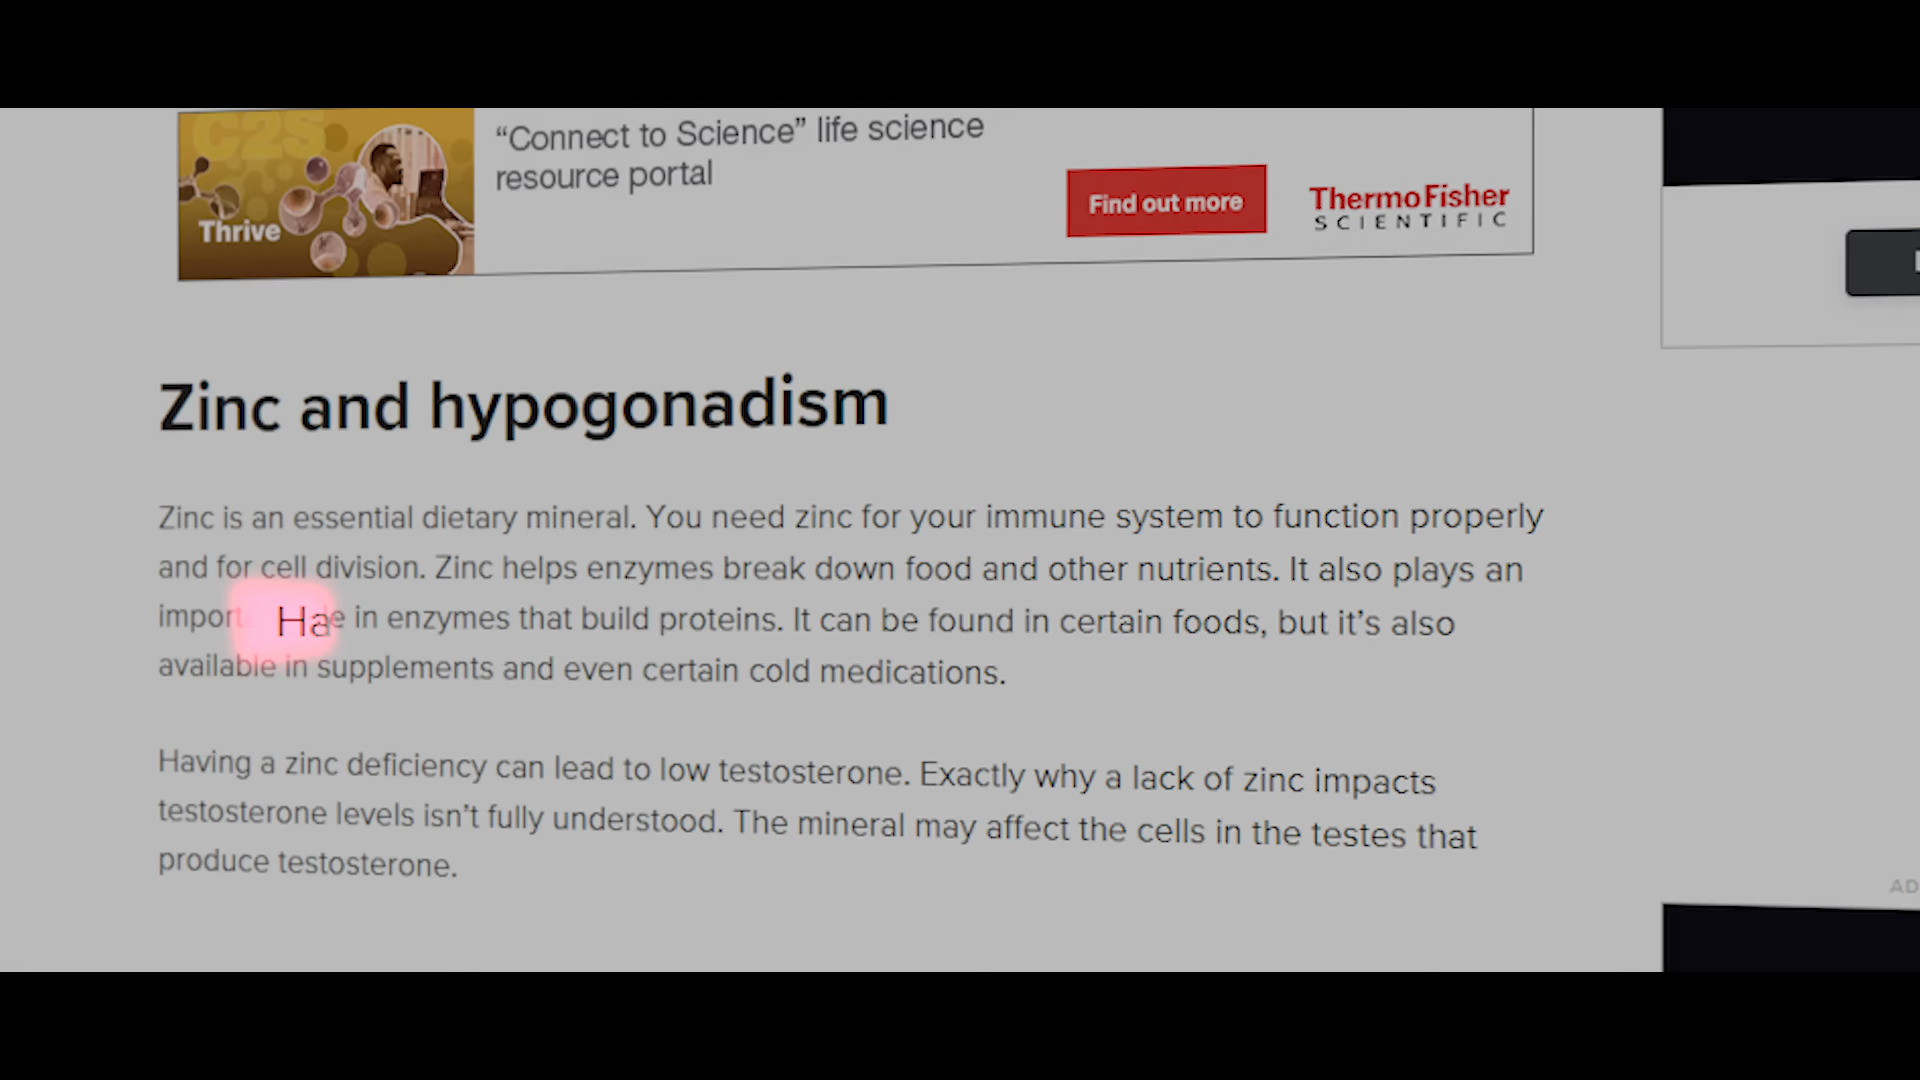 C2S
Thrive
“Connect to Science” life science
resource portal
Find out more
ThermoFisher
SCIENTIFIC
Zinc and hypogonadism
Zinc is an essential dietary mineral. You need zinc for your immune system to function properly
and for cell division. Zinc helps enzymes break down food and other nutrients. It also plays an
Ha in enzymes that build proteins. It can be found in certain foods, but it’s also
available in supplements and even certain cold medications.
Having a zinc deficiency can lead to low testosterone. Exactly why a lack of zinc impacts
testosterone levels isn’t fully understood. The mineral may affect the cells in the testes that
produce testosterone.
AD